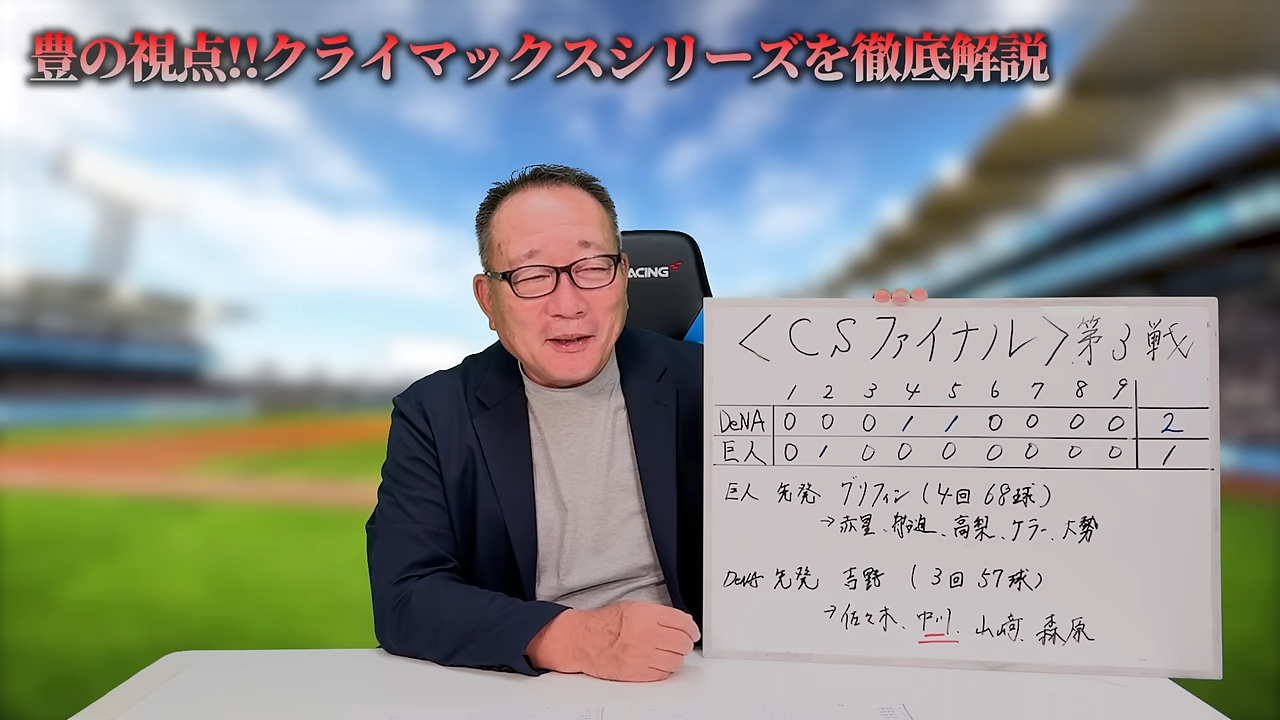 豊の視点!!クライマックスシリーズを徹底解説
ACING
<CSファイナル>第3戦
1 2 3 4 5 6 7 8 9
DeNA 0 0 0 1 1 0 0 0 0 2
巨人 0 1 0 0 0 0 0 0 0 1
巨人 先発 グリフィン (4回 68球)
→赤星、船迫、高梨、ケラー、大勢
DeNA 先発 吉野 (3回 57球)
→佐々木、中川、山﨑、森原